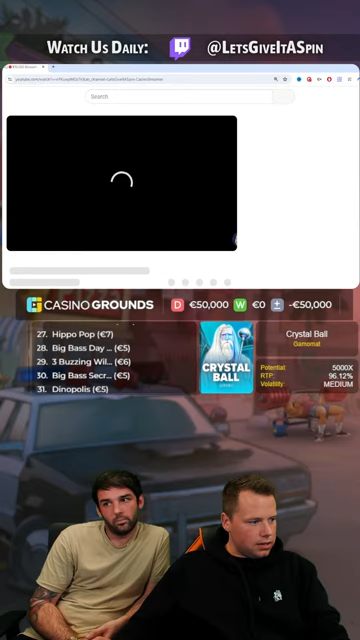 WATCH US DAILY: @LETSGIVEITASPIN
Search
CASINOGROUNDS D €50,000 W €0 ± -€50,000
27. Hippo Pop (€7)
28. Big Bass Day ... (€5)
29. 3 Buzzing Wil... (€6)
30. Big Bass Secr... (€5)
31. Dinopolis (€5)
CRYSTAL
BALL
Crystal Ball
Gamomat
Potential: 5000X
RTP: 96.12%
Volatility: MEDIUM